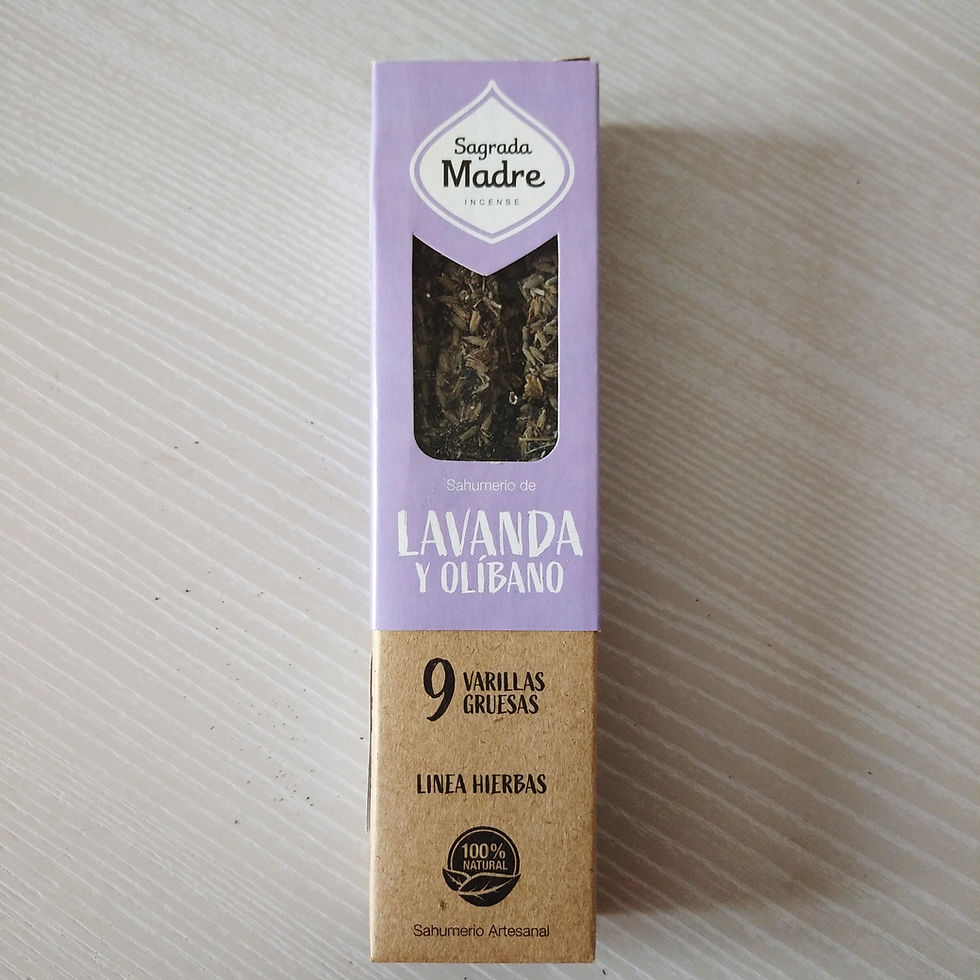 Sagrada
Madre
INCENSE
Sahumerio de
LAVANDA
Y OLÍBANO
9 VARILLAS
GRUESAS
LINEA HIERBAS
100%
NATURAL
Sahumerio Artesanal